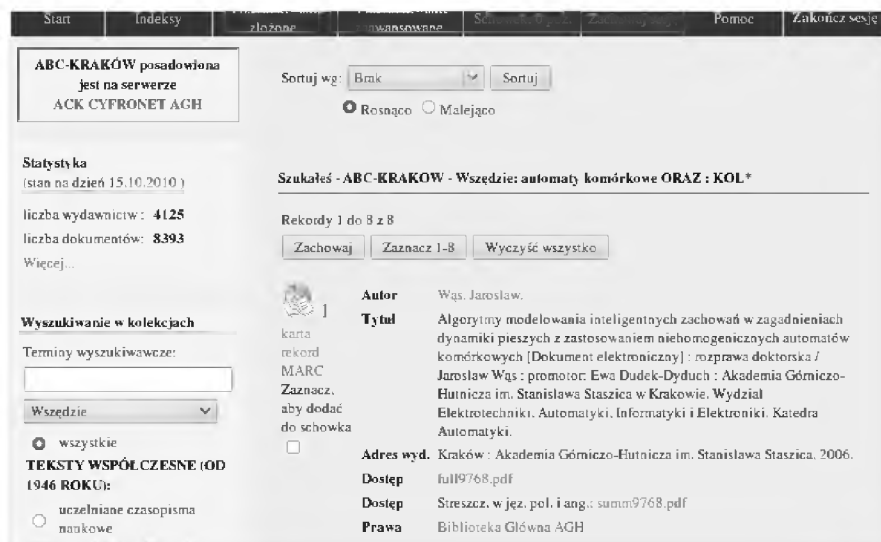 Start Indeksy złożone Pomoc Zakończ sesję
ABC-KRAKÓW posadowiona
jest na serwerze
ACK CYFRONET AGH
Statystyka
(stan na dzień 15.10.2010 )
liczba wydawnictw : 4125
liczba dokumentów: 8393
Więcej...
Wyszukiwanie w kolekcjach
Terminy wyszukiwawcze:
Wszędzie
wszystkie
TEKSTY WSPÓŁCZESNE (OD
1946 ROKU):
uczelniane czasopisma
naukowe
Sortuj wg: Brak Sortuj
Rosnąco Malejąco
Szukałeś - ABC-KRAKOW - Wszędzie: automaty komórkowe ORAZ : KOL*
Rekordy 1 do 8 z 8
Zachowaj Zaznacz 1-8 Wyczyść wszystko
1
karta
rekord
MARC
Zaznacz,
aby dodać
do schowka
Autor Wąs, Jarosław.
Tytuł Algorytmy modelowania inteligentnych zachowań w zagadnieniach
dynamiki pieszych z zastosowaniem niehomogenicznych automatów
komórkowych [Dokument elektroniczny] : rozprawa doktorska /
Jarosław Wąs ; promotor: Ewa Dudek-Dyduch ; Akademia Górniczo-
Hutnicza im. Stanisława Staszica w Krakowie. Wydział
Elektrotechniki, Automatyki, Informatyki i Elektroniki. Katedra
Automatyki.
Adres wyd. Kraków : Akademia Górniczo-Hutnicza im. Stanisława Staszica, 2006.
Dostęp full9768.pdf
Dostęp Streszcz. w jęz. pol. i ang.: summ9768.pdf
Prawa Biblioteka Główna AGH